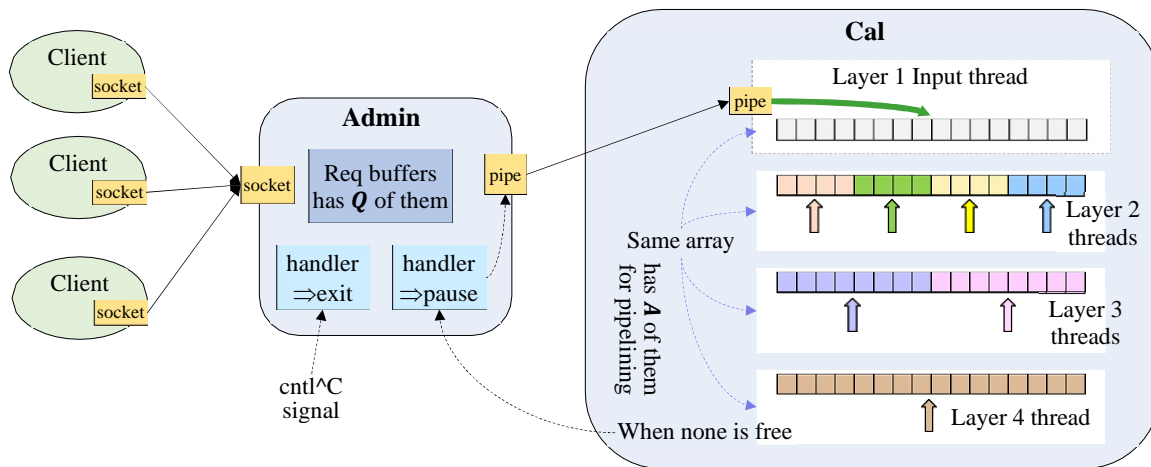 Client
socket
Client
socket
Client
socket
Admin
socket
Req buffers
has Q of them
pipe
handler
⇒exit
handler
⇒pause
cntl^C
signal
Cal
pipe
Layer 1 Input thread
Layer 2
threads
Same array
has A of them
for pipelining
Layer 3
threads
Layer 4 thread
When none is free